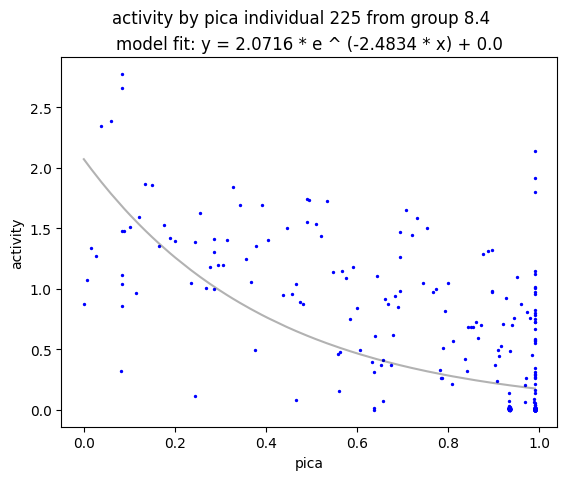 activity by pica individual 225 from group 8.4
model fit: y = 2.0716 * e ^ (-2.4834 * x) + 0.0
2.5
2.0
1.5
1.0
0.5
0.0
activity
0.0 0.2 0.4 0.6 0.8 1.0
pica